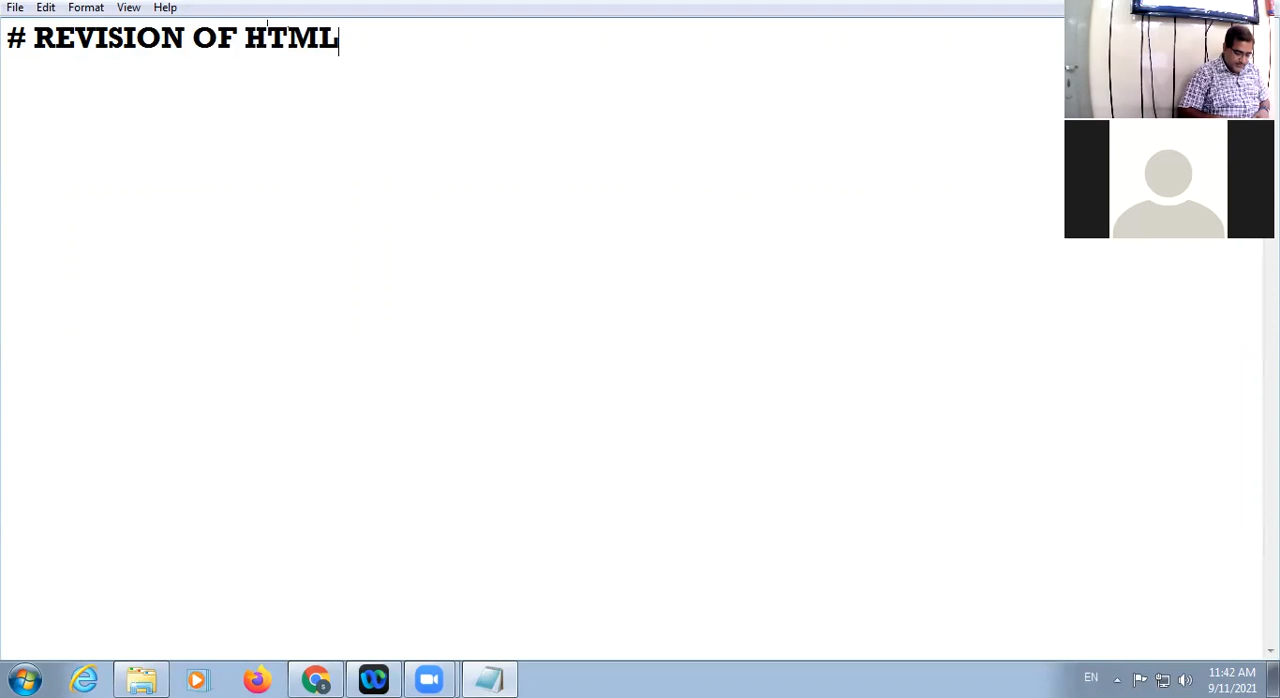 File Edit Format View Help
# REVISION OF HTML
EN
11:42 AM
9/11/2021